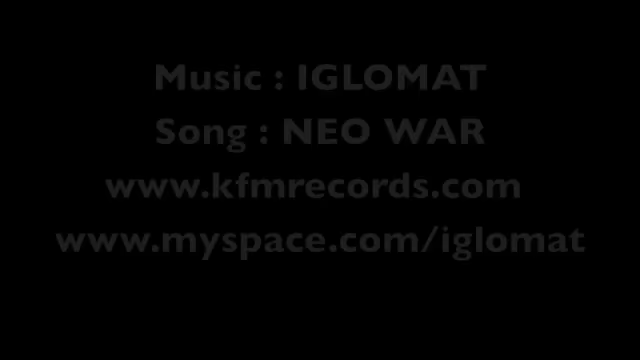 Music : IGLOMAT
Song : NEO WAR
www.kfmrecords.com
www.myspace.com/iglomat